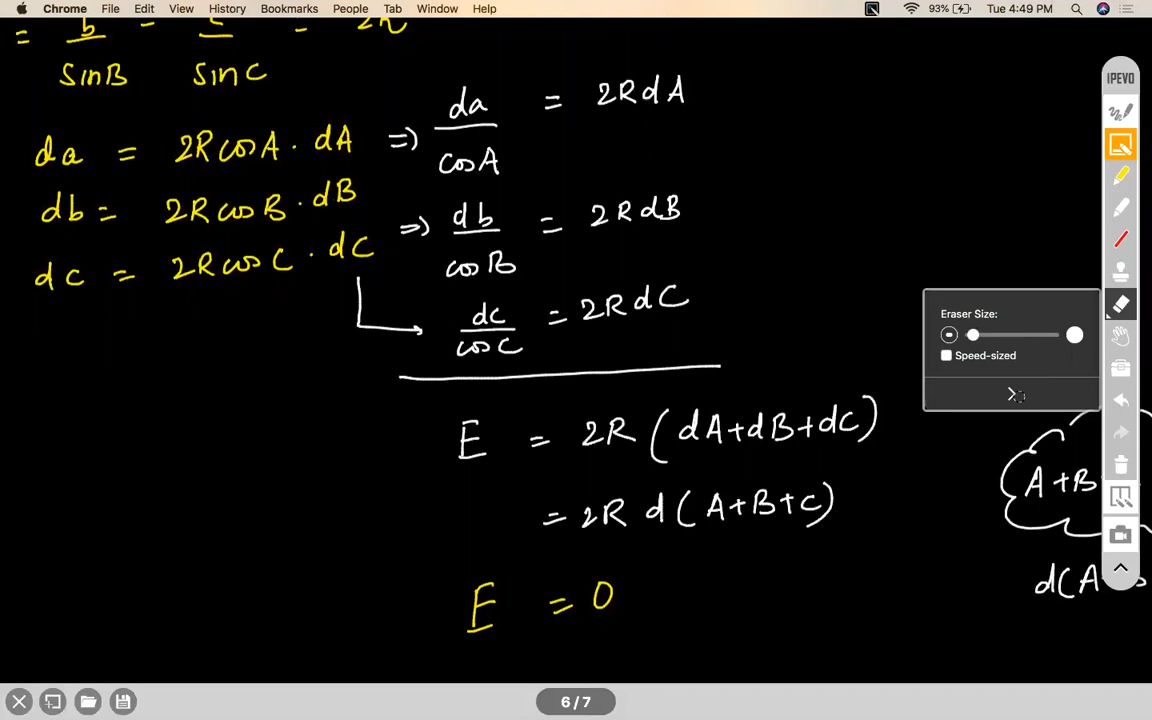 Chrome File Edit View History Bookmarks People Tab Window Help 93% Tue 4:49 PM
= b/sinB = c/sinC = 2R
da = 2R cosA · dA => da/cosA = 2R dA
db = 2R cosB · dB => db/cosB = 2R dB
dc = 2R cosC · dC
dc/cosC = 2R dC
E = 2R (dA+dB+dC)
= 2R d(A+B+C)
E = 0
A+B
d(A
IPEVO
Eraser Size:
Speed-sized
6 / 7